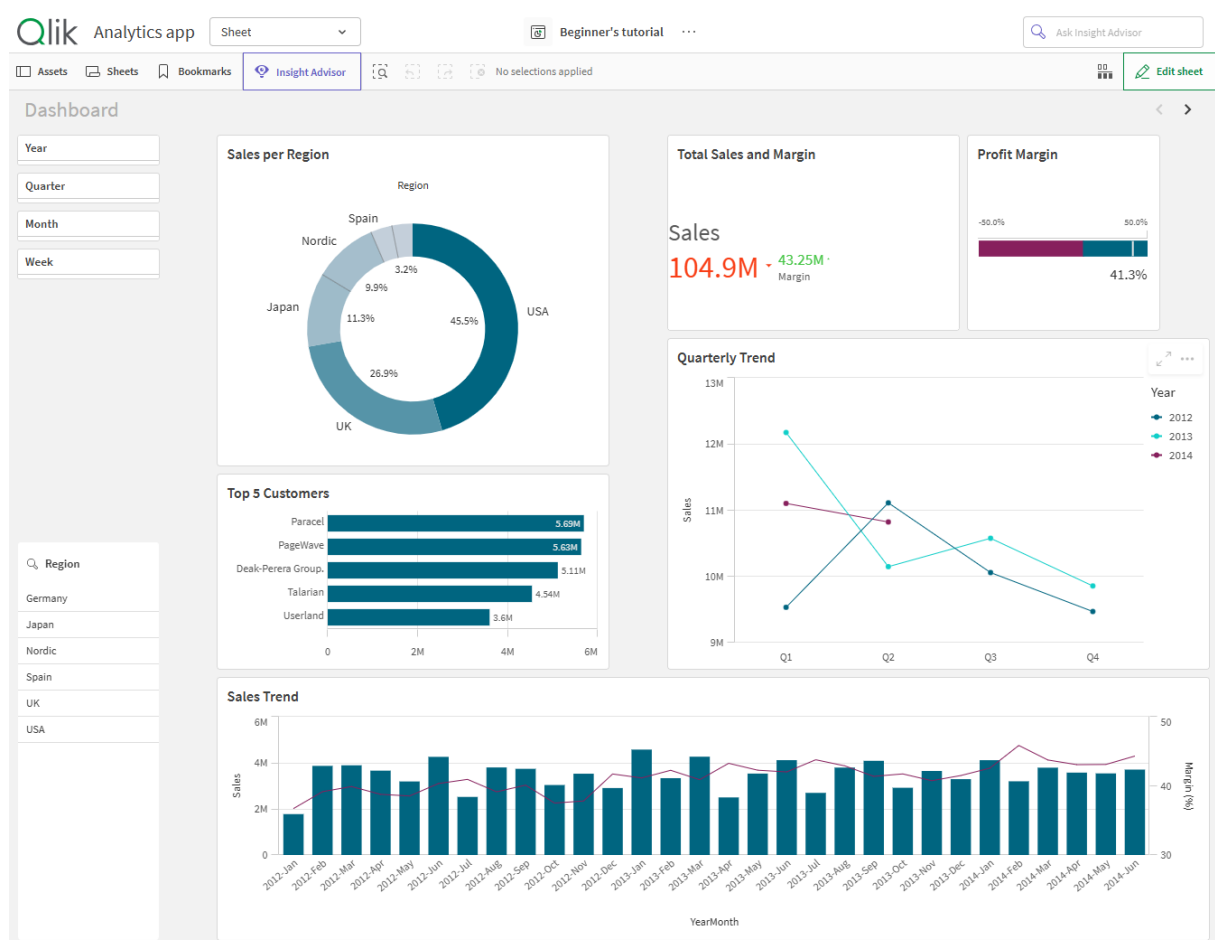 Qlik Analytics app Sheet Beginner's tutorial ··· Ask Insight Advisor
Assets Sheets Bookmarks Insight Advisor No selections applied Edit sheet
Dashboard
Year
Quarter
Month
Week
Region
Germany
Japan
Nordic
Spain
UK
USA
Sales per Region
Region
Spain
Nordic
Japan
UK
USA
3.2%
9.9%
11.3%
26.9%
45.5%
Total Sales and Margin
Sales
104.9M 43.25M
Margin
Profit Margin
-50.0% 50.0%
41.3%
Top 5 Customers
Paracel 5.69M
PageWave 5.63M
Deak-Perera Group. 5.11M
Talarian 4.54M
Userland 3.6M
0 2M 4M 6M
Quarterly Trend
Year
2012
2013
2014
Sales
13M
12M
11M
10M
9M
Q1 Q2 Q3 Q4
Sales Trend
Sales
6M
4M
2M
0
50
40
30
Margin (%)
2012-Jan 2012-Feb 2012-Mar 2012-Apr 2012-May 2012-Jun 2012-Jul 2012-Aug 2012-Sep 2012-Oct 2012-Nov 2012-Dec 2013-Jan 2013-Feb 2013-Mar 2013-Apr 2013-May 2013-Jun 2013-Jul 2013-Aug 2013-Sep 2013-Oct 2013-Nov 2013-Dec 2014-Jan 2014-Feb 2014-Mar 2014-Apr 2014-May 2014-Jun
YearMonth